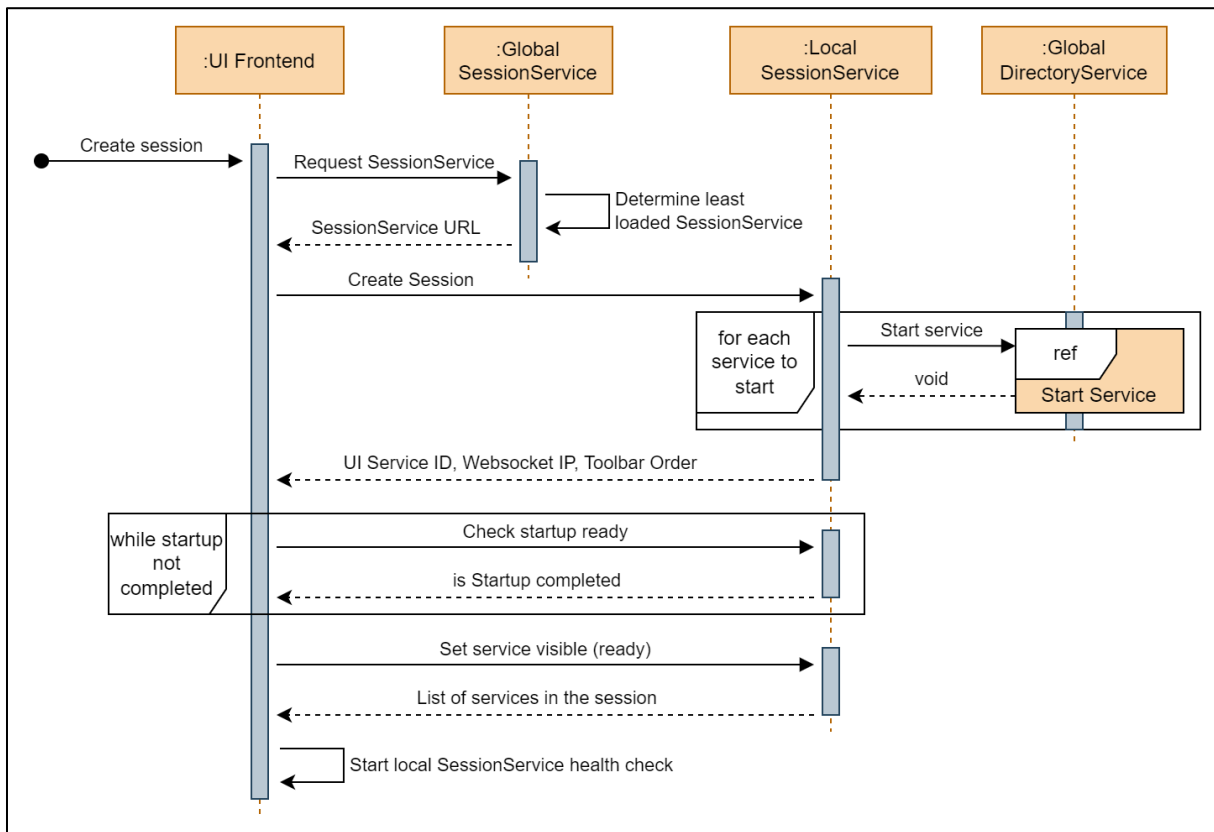 :UI Frontend
:Global
SessionService
:Local
SessionService
:Global
DirectoryService
Create session
Request SessionService
Determine least
loaded SessionService
SessionService URL
Create Session
for each
service to
start
Start service
ref
void
Start Service
UI Service ID, Websocket IP, Toolbar Order
while startup
not
completed
Check startup ready
is Startup completed
Set service visible (ready)
List of services in the session
Start local SessionService health check